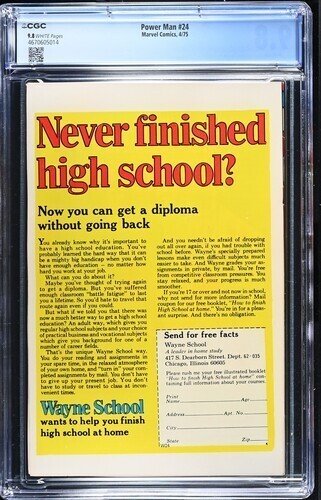 CGC
Power Man #24
9.8 WHITE Pages
Marvel Comics, 4/75
4670605014
Never finished
high school?
Now you can get a diploma
without going back
You already know why it's important to
have a high school education. You've
probably learned the hard way that it can
be a mighty big handicap when you don't
have enough education — no matter how
hard you work at your job.
What can you do about it?
Maybe you've thought of trying again
to get a diploma. But you've suffered
enough classroom "battle fatigue" to last
you a lifetime. So you'd hate to travel that
route again even if you could.
But what if we told you that there was
now a much better way to get a high school
education? An adult way, which gives you
regular high school subjects and your choice
of practical business and vocational subjects
which give you background for one of a
number of career fields.
That's the unique Wayne School way.
You do your reading and assignments in
your spare time, in the relaxed atmosphere
of your own home, and "turn in" your com-
pleted assignments by mail. You don't have
to give up your present job. You don't
have to study or travel to class at incon-
venient times.
Wayne School
wants to help you finish
high school at home
And you needn't be afraid of dropping
out all over again, if you had trouble with
school before. Wayne's specially prepared
lessons make even difficult subjects much
easier to take. And Wayne grades your as-
signments in private, by mail. You're free
from competitive classroom pressures. You
stay relaxed, and your progress is much
smoother.
If you're 17 or over and not now in school,
why not send for more information? Mail
coupon for our free booklet, "How to finish
High School at home." You're in for a pleas-
ant surprise. And there's no obligation.
Send for free facts
Wayne School
A leader in home study
417 S. Dearborn Street, Dept. 62-035
Chicago, Illinois 60605
Please rush me your free illustrated booklet
"How to finish High School at home" con-
taining full information about your courses.
Print
Name Age
Address Apt. No.
City
State Zip